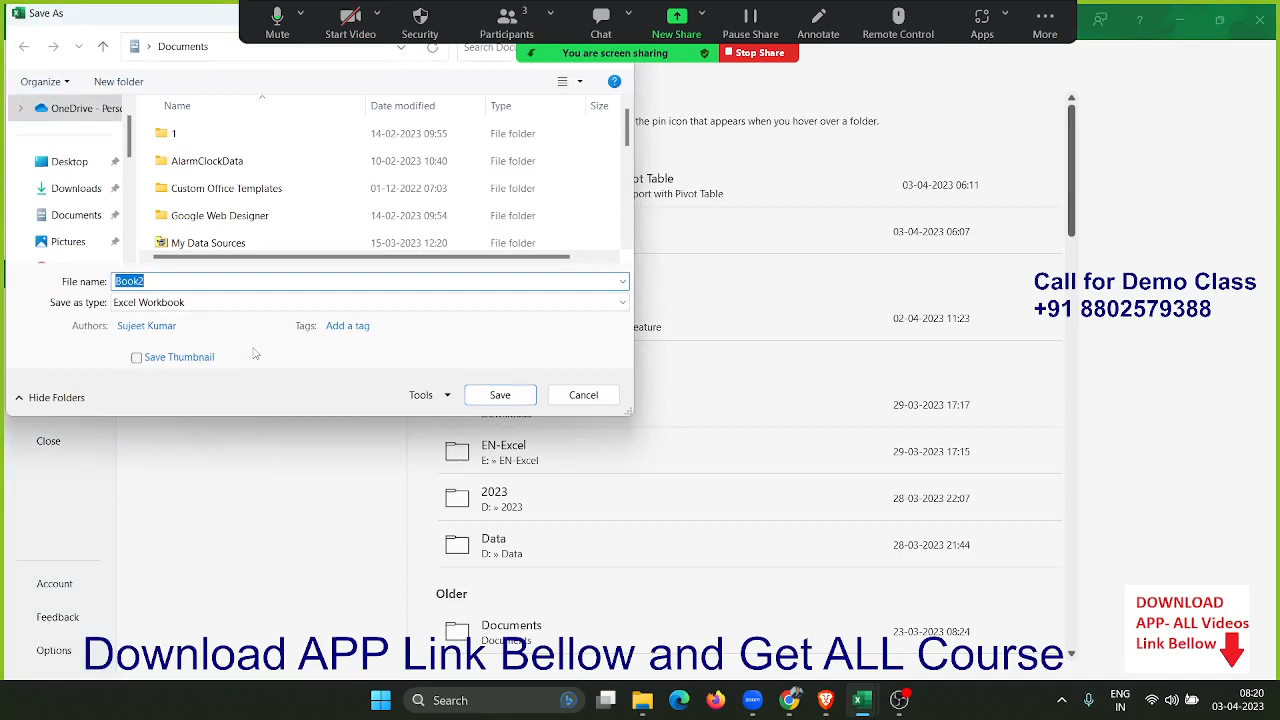 Save As
Mute
Start Video
Security
Participants
3
Chat
New Share
Pause Share
Annotate
Remote Control
Apps
More
You are screen sharing
Stop Share
Documents
Search Docum
Organize
New folder
OneDrive - Perso
Desktop
Downloads
Documents
Pictures
Name
Date modified
Type
Size
1
14-02-2023 09:55
File folder
AlarmClockData
10-02-2023 10:40
File folder
Custom Office Templates
01-12-2022 07:03
File folder
Google Web Designer
14-02-2023 09:54
File folder
My Data Sources
15-03-2023 12:20
File folder
File name:
Book2
Save as type:
Excel Workbook
Authors:
Sujeet Kumar
Tags:
Add a tag
Save Thumbnail
Hide Folders
Tools
Save
Cancel
the pin icon that appears when you hover over a folder.
vot Table
port with Pivot Table
03-04-2023 06:11
03-04-2023 06:07
eature
02-04-2023 11:23
29-03-2023 17:17
EN-Excel
E: » EN-Excel
29-03-2023 17:15
2023
D: » 2023
28-03-2023 22:07
Data
D: » Data
28-03-2023 21:44
Older
Documents
23-03-2023 08:24
Close
Account
Feedback
Options
Call for Demo Class
+91 8802579388
DOWNLOAD
APP- ALL Videos
Link Bellow
Download APP Link Bellow and Get ALL Course
Search
zoom
ENG
IN
08:20
03-04-2023